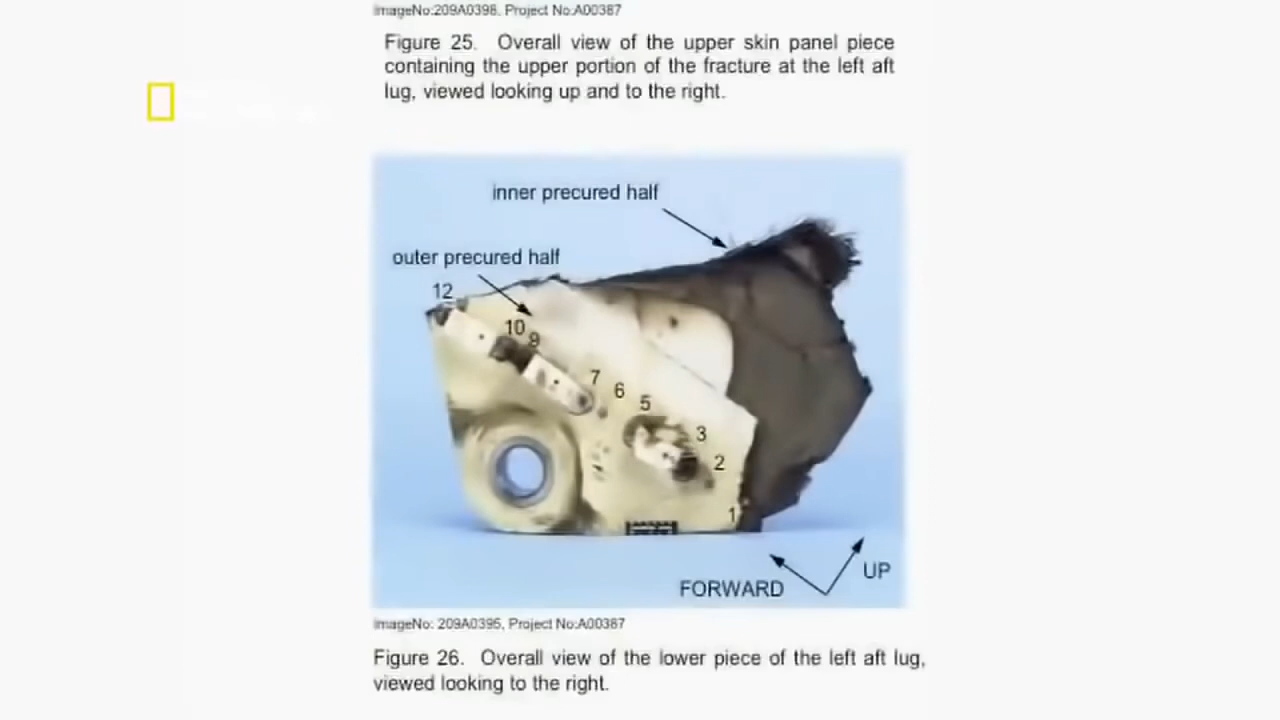 ImageNo:209A0398, Project No:A00387
Figure 25. Overall view of the upper skin panel piece
containing the upper portion of the fracture at the left aft
lug, viewed looking up and to the right.
inner precured half
outer precured half
12
10
9
7
6
5
3
2
1
FORWARD
UP
ImageNo: 209A0395, Project No:A00387
Figure 26. Overall view of the lower piece of the left aft lug,
viewed looking to the right.